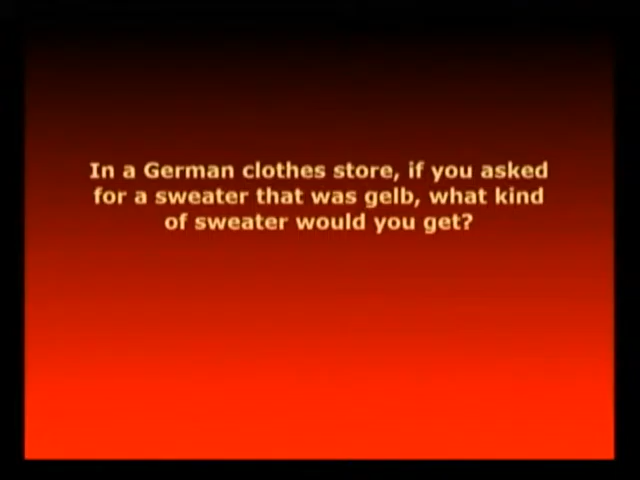 In a German clothes store, if you asked
for a sweater that was gelb, what kind
of sweater would you get?